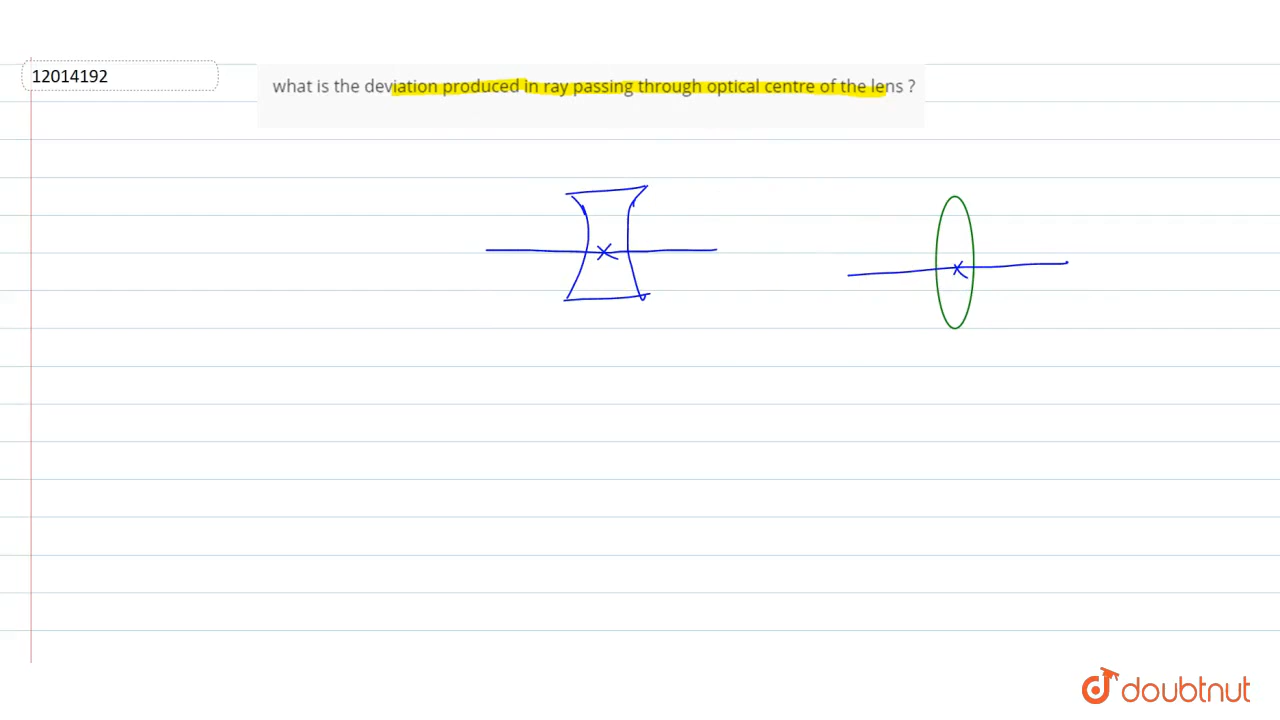 12014192
what is the deviation produced in ray passing through optical centre of the lens ?
doubtnut